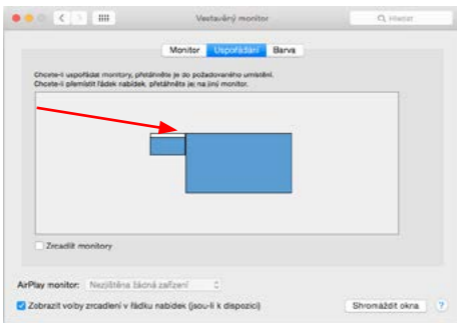 Vestavěný monitor
Hledat
Monitor Uspořádání Barva
Chcete-li uspořádat monitory, přetáhněte je do požadovaného umístění.
Chcete-li přemístit řádek nabídek, přetáhněte jej na jiný monitor.
Zrcadlit monitory
AirPlay monitor: Nezjištěna žádná zařízení
Zobrazit volby zrcadlení v řádku nabídek (jsou-li k dispozici)
Shromáždit okna ?